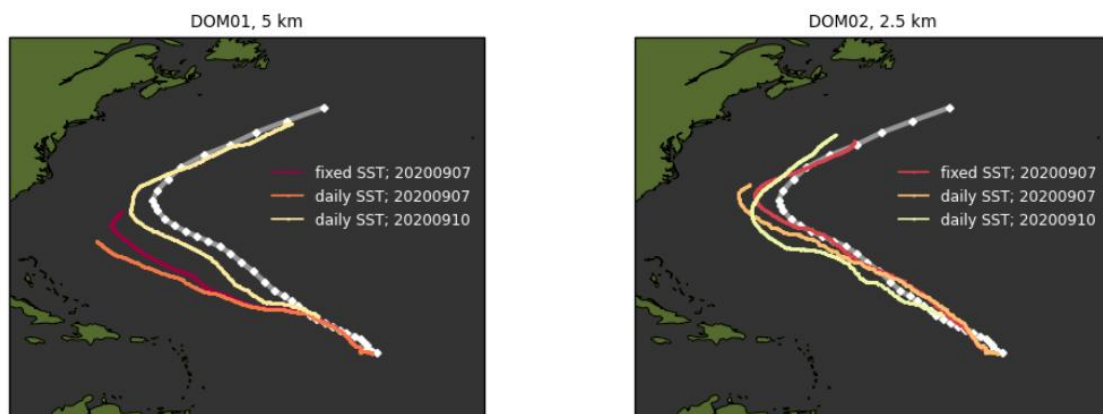 DOM01, 5 km
fixed SST; 20200907
daily SST; 20200907
daily SST; 20200910
DOM02, 2.5 km
fixed SST; 20200907
daily SST; 20200907
daily SST; 20200910